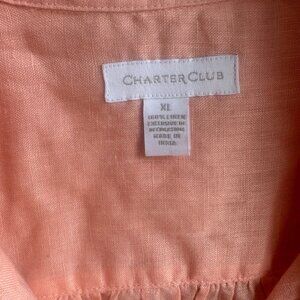 CHARTER CLUB
XL
100% LINEN
EXCLUSIVE OF
DECORATION
MADE IN
INDIA